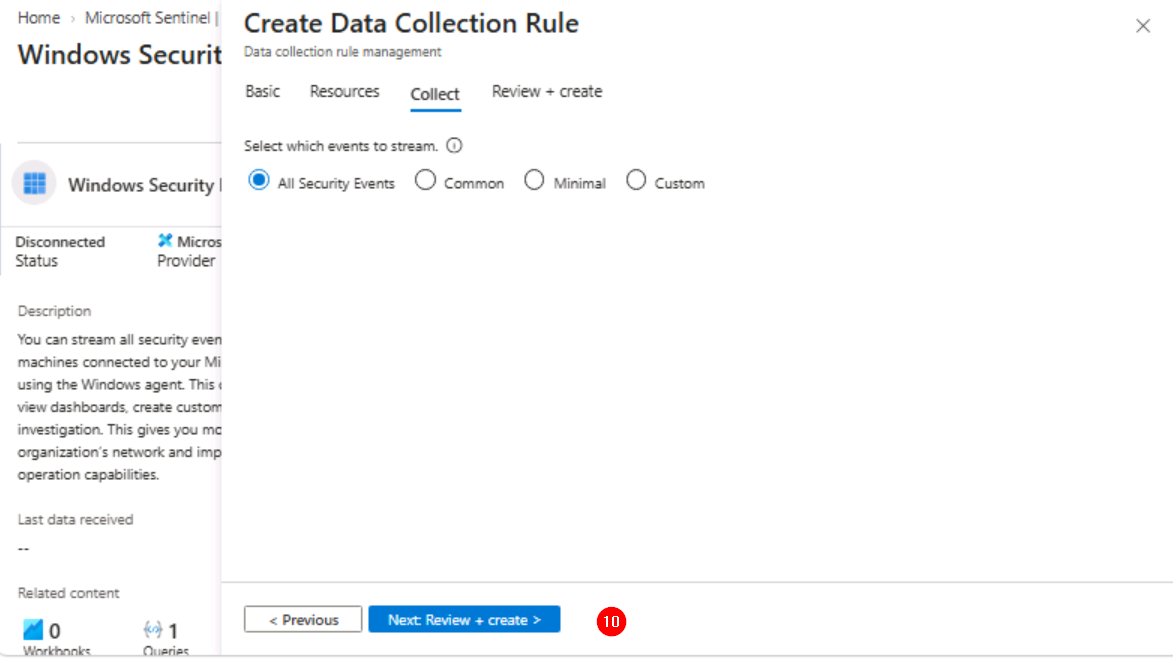 Home > Microsoft Sentinel |
Windows Securit
Create Data Collection Rule
Data collection rule management
Basic Resources Collect Review + create
Select which events to stream.
All Security Events Common Minimal Custom
Windows Security
Disconnected Micros
Status Provider
Description
You can stream all security even
machines connected to your Mi
using the Windows agent. This
view dashboards, create custom
investigation. This gives you mo
organization's network and imp
operation capabilities.
Last data received
--
Related content
0 1
Workbooks Queries
< Previous Next: Review + create > 10